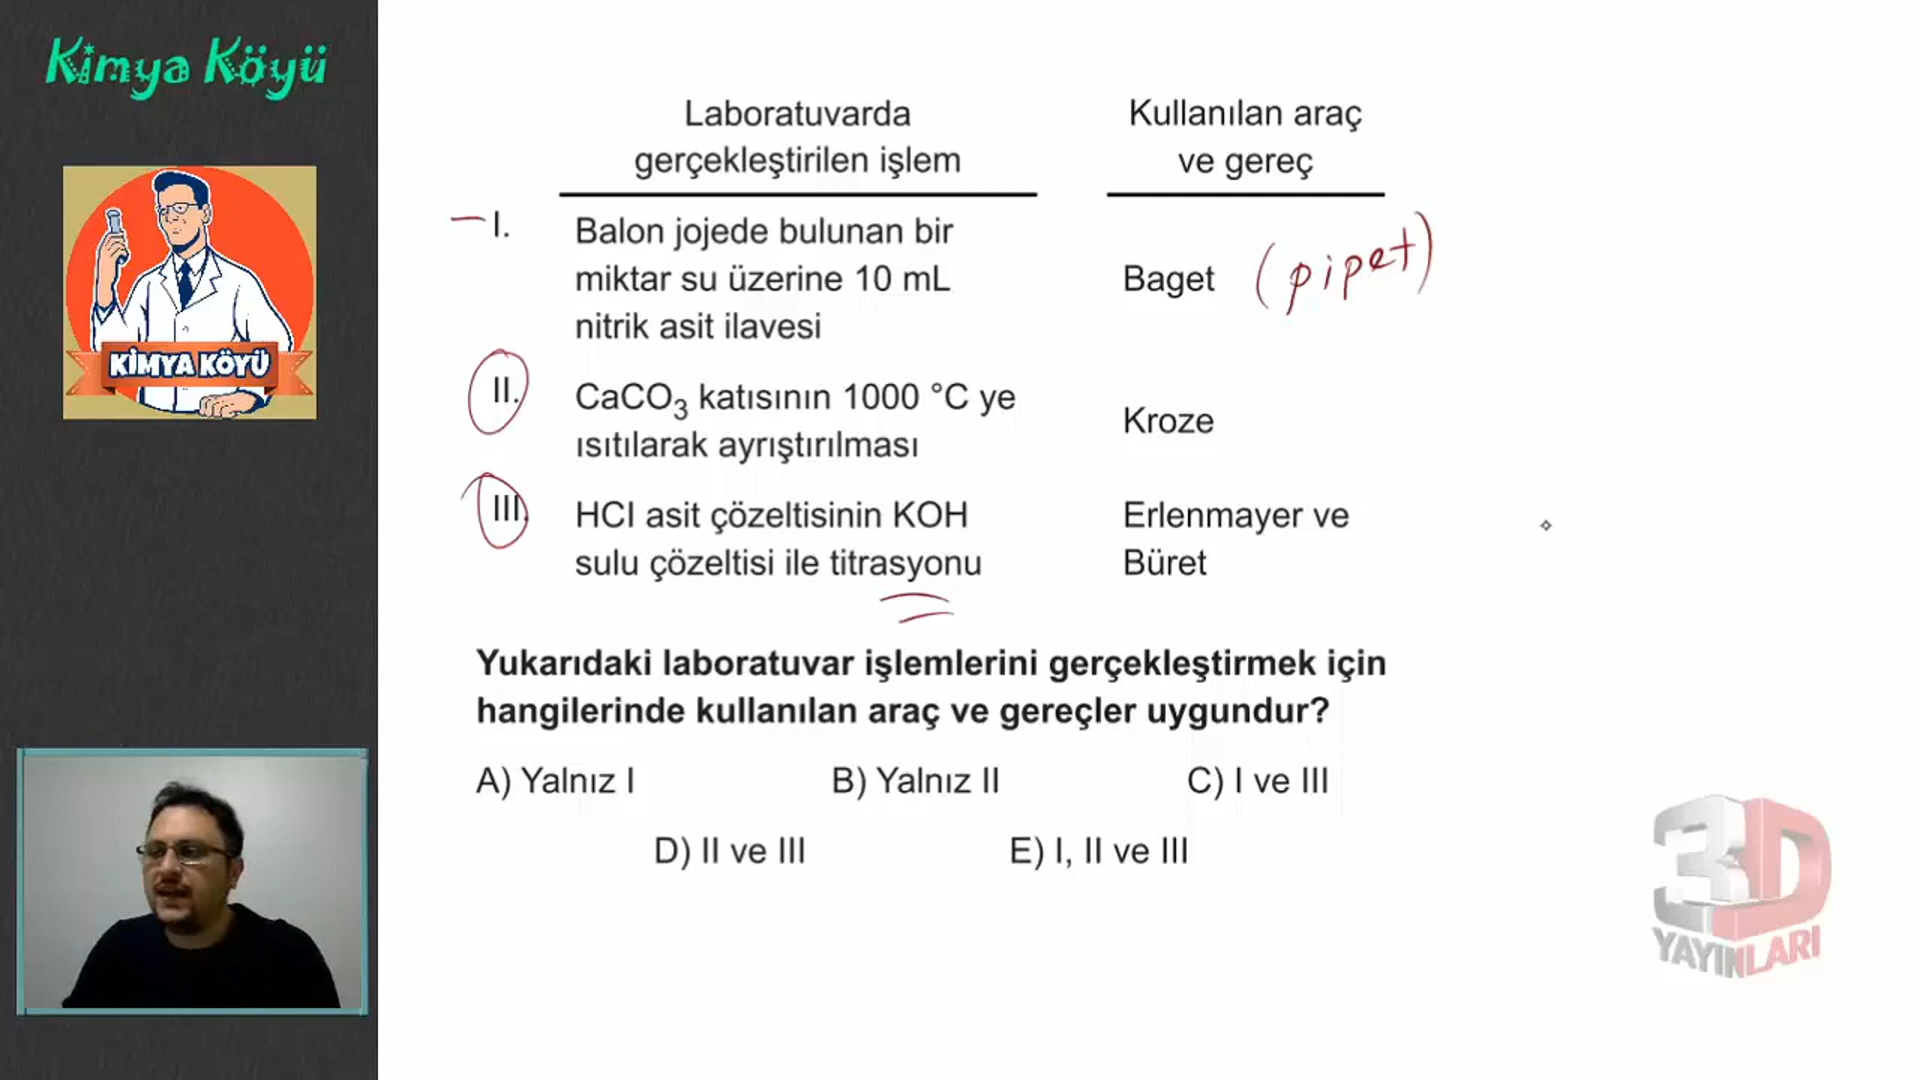 Kimya Köyü
KİMYA KÖYÜ
Laboratuvarda
gerçekleştirilen işlem
Kullanılan araç
ve gereç
I.
Balon jojede bulunan bir
miktar su üzerine 10 mL
nitrik asit ilavesi
Baget (pipet)
II.
CaCO₃ katısının 1000 °C ye
ısıtılarak ayrıştırılması
Kroze
III.
HCl asit çözeltisinin KOH
sulu çözeltisi ile titrasyonu
Erlenmayer ve
Büret
Yukarıdaki laboratuvar işlemlerini gerçekleştirmek için
hangilerinde kullanılan araç ve gereçler uygundur?
A) Yalnız I B) Yalnız II C) I ve III
D) II ve III E) I, II ve III
3D
YAYINLARI